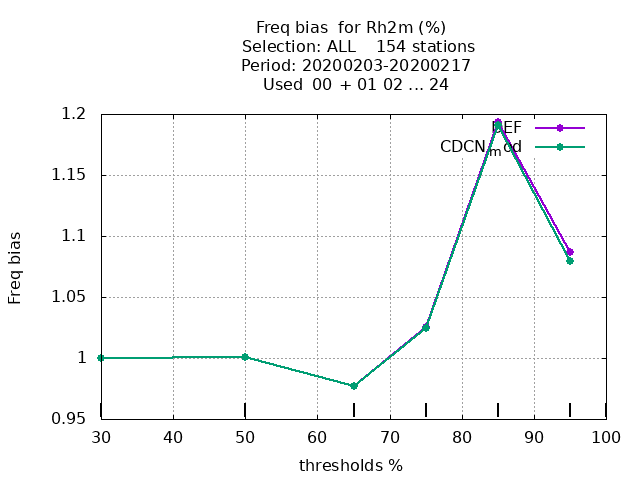 Freq bias for Rh2m (%)
Selection: ALL 154 stations
Period: 20200203-20200217
Used 00 + 01 02 ... 24
CDCNmod
1.2
1.15
1.1
1.05
1
0.95
Freq bias
30 40 50 60 70 80 90 100
thresholds %